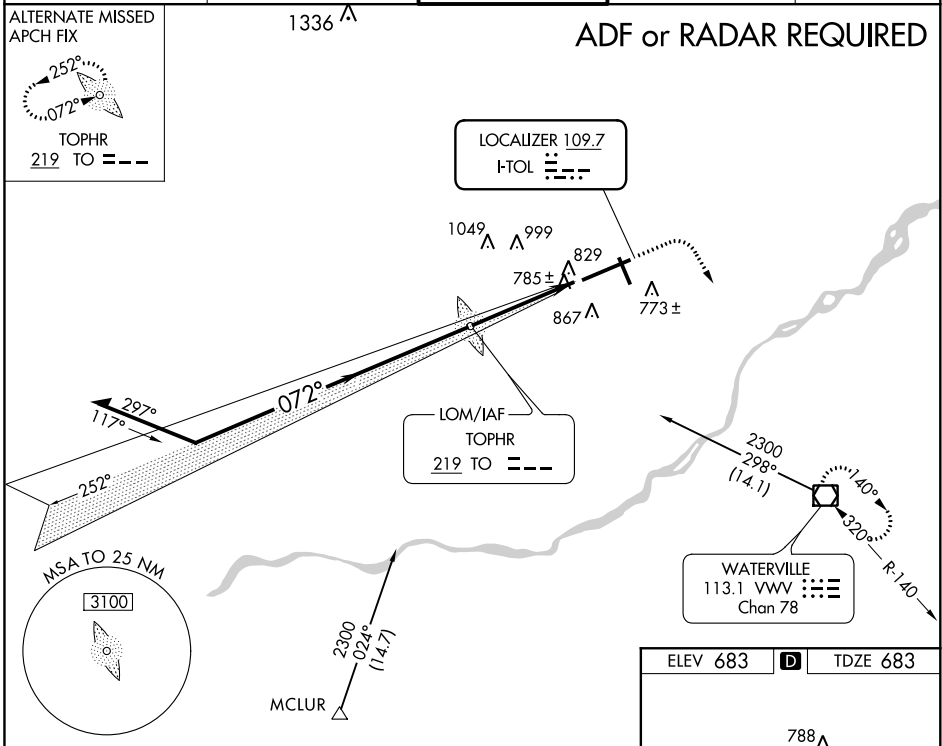 ALTERNATE MISSED
APCH FIX
252°
072°
TOPHR
219 TO
1336
ADF or RADAR REQUIRED
LOCALIZER 109.7
I-TOL
1049
999
829
785±
867
773±
072°
297°
117°
252°
LOM/IAF
TOPHR
219 TO
2300
298°
(14.1)
140°
320°
R-140
WATERVILLE
113.1 VWV
Chan 78
MSA TO 25 NM
3100
2300
024°
(14.7)
MCLUR
ELEV 683 D TDZE 683
788